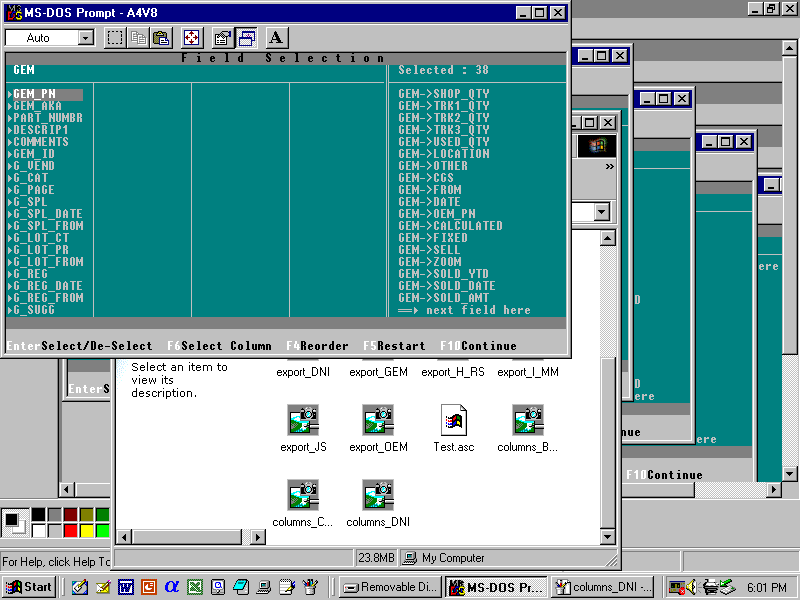 MS-DOS Prompt - A4V8
Auto
A
Field Selection
GEM
Selected : 38
GEM_PN
GEM_AKA
PART_NUMBR
DESCRIP1
COMMENTS
GEM_ID
G_VEND
G_CAT
G_PAGE
G_SPL
G_SPL_DATE
G_SPL_FROM
G_LOT_CT
G_LOT_PR
G_LOT_FROM
G_REG
G_REG_DATE
G_REG_FROM
G_SUGG
GEM->SHOP_QTY
GEM->TRK1_QTY
GEM->TRK2_QTY
GEM->TRK3_QTY
GEM->USED_QTY
GEM->LOCATION
GEM->OTHER
GEM->CGS
GEM->FROM
GEM->DATE
GEM->OEM_PN
GEM->CALCULATED
GEM->FIXED
GEM->SELL
GEM->ZOOM
GEM->SOLD_YTD
GEM->SOLD_DATE
GEM->SOLD_AMT
next field here
EnterSelect/De-Select F6Select Column F4Reorder F5Restart F10Continue
»
ere
D
D
ere
nue
ere
F10Continue
EnterS
Select an item to
view its
description.
export_DNI
export_GEM
export_H_RS
export_I_MM
export_JS
export_OEM
Test.asc
columns_B...
columns_C...
columns_DNI
23.8MB
My Computer
For Help, click Help To
Start
Removable Di...
MS-DOS Pr...
columns_DNI -...
6:01 PM